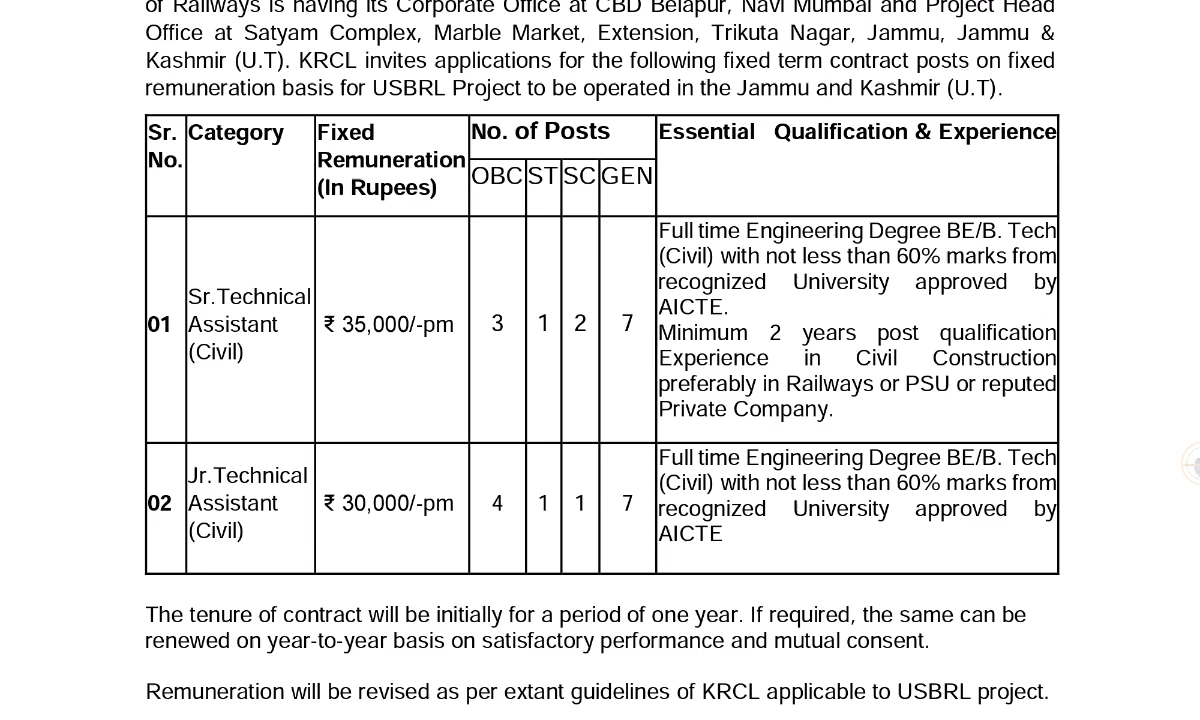 of Railways is having its Corporate Office at CBD Belapur, Navi Mumbai and Project Head
Office at Satyam Complex, Marble Market, Extension, Trikuta Nagar, Jammu, Jammu &
Kashmir (U.T). KRCL invites applications for the following fixed term contract posts on fixed
remuneration basis for USBRL Project to be operated in the Jammu and Kashmir (U.T).
Sr. No.
Category
Fixed
Remuneration
(In Rupees)
No. of Posts
OBC ST SC GEN
Essential Qualification & Experience
01
Sr.Technical
Assistant
(Civil)
₹ 35,000/-pm
3 1 2 7
Full time Engineering Degree BE/B. Tech
(Civil) with not less than 60% marks from
recognized University approved by
AICTE.
Minimum 2 years post qualification
Experience in Civil Construction
preferably in Railways or PSU or reputed
Private Company.
02
Jr.Technical
Assistant
(Civil)
₹ 30,000/-pm
4 1 1 7
Full time Engineering Degree BE/B. Tech
(Civil) with not less than 60% marks from
recognized University approved by
AICTE
The tenure of contract will be initially for a period of one year. If required, the same can be
renewed on year-to-year basis on satisfactory performance and mutual consent.
Remuneration will be revised as per extant guidelines of KRCL applicable to USBRL project.